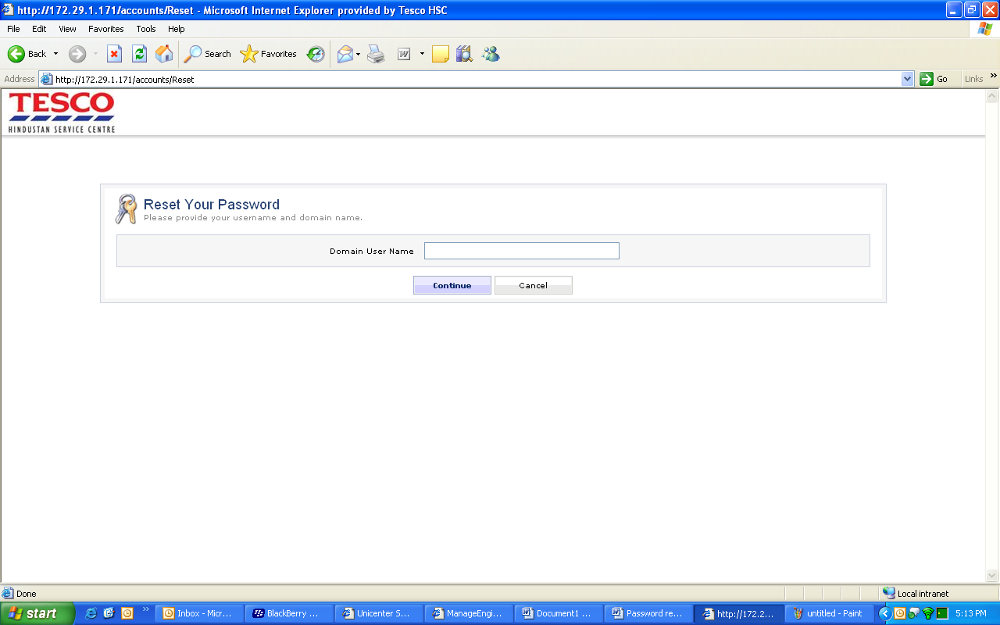 http://172.29.1.171/accounts/Reset - Microsoft Internet Explorer provided by Tesco HSC
File Edit View Favorites Tools Help
Back Search Favorites
Address http://172.29.1.171/accounts/Reset Go Links »
TESCO
HINDUSTAN SERVICE CENTRE
Reset Your Password
Please provide your username and domain name.
Domain User Name
Continue Cancel
Done Local intranet
start » Inbox - Micr... BlackBerry ... Unicenter S... ManageEngi... Document1 ... Password re... http://172.2... untitled - Paint 5:13 PM